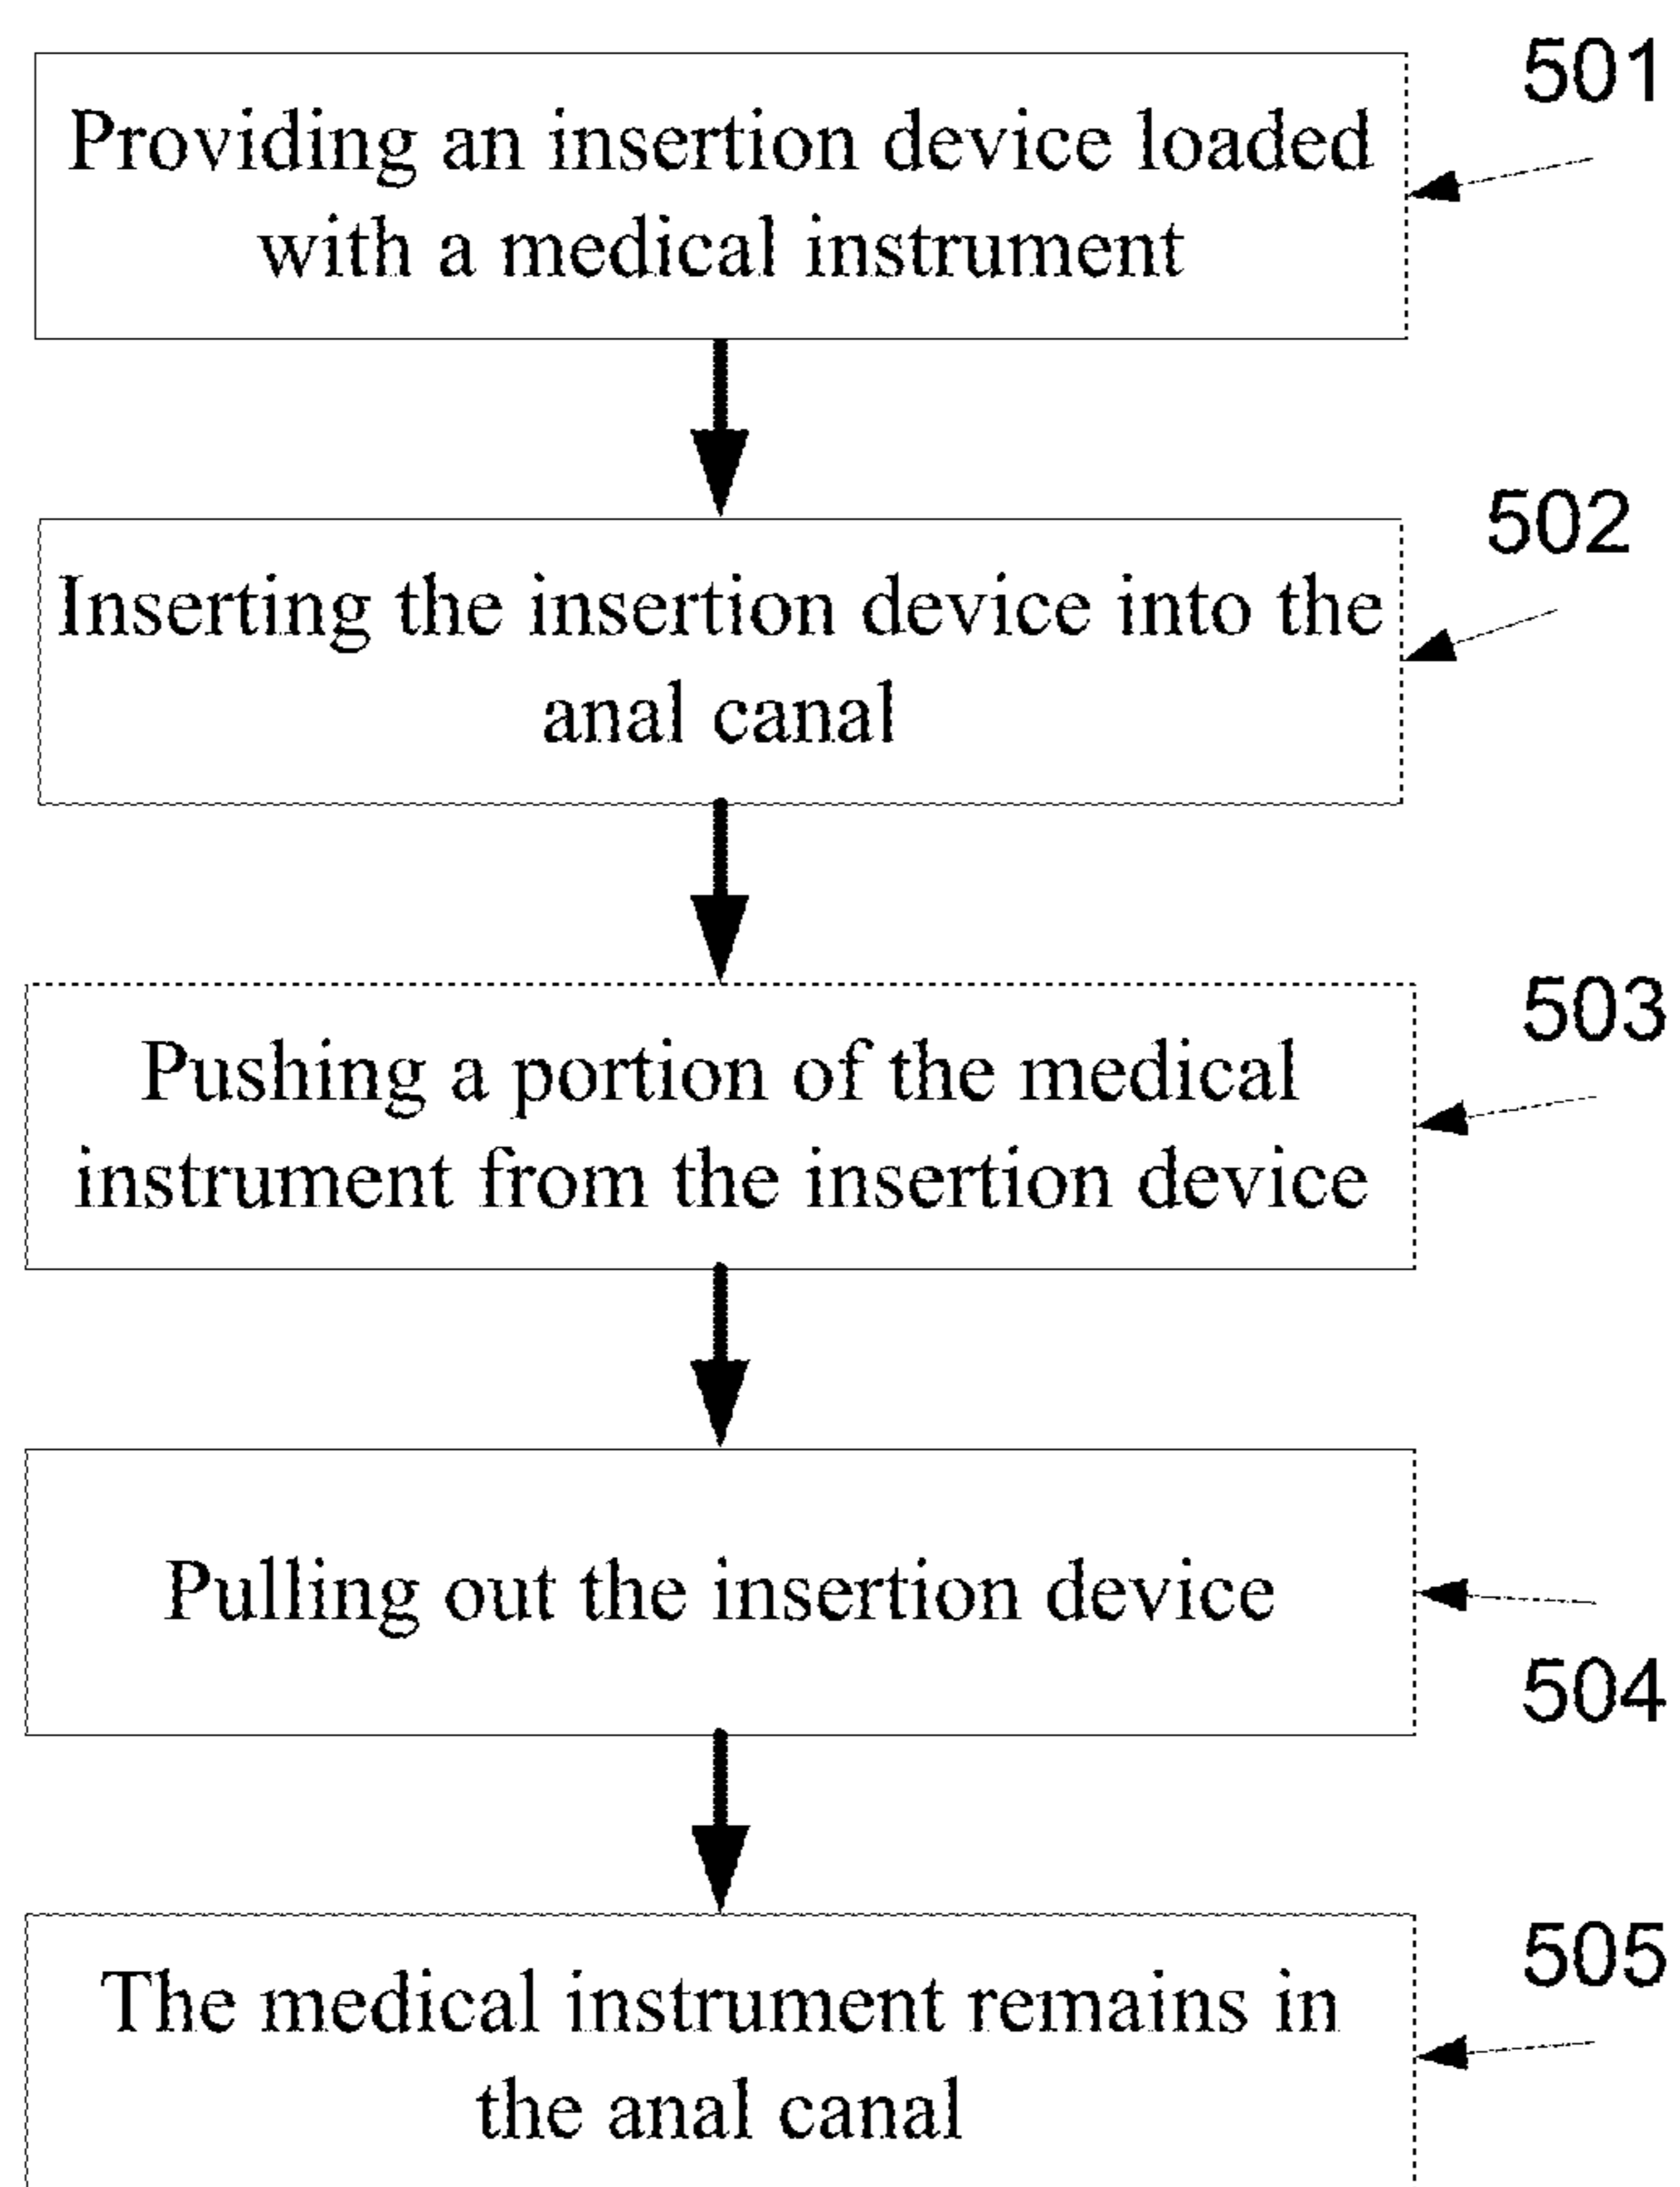 501
Providing an insertion device loaded
with a medical instrument
502
Inserting the insertion device into the
anal canal
503
Pushing a portion of the medical
instrument from the insertion device
Pulling out the insertion device
504
505
The medical instrument remains in
the anal canal